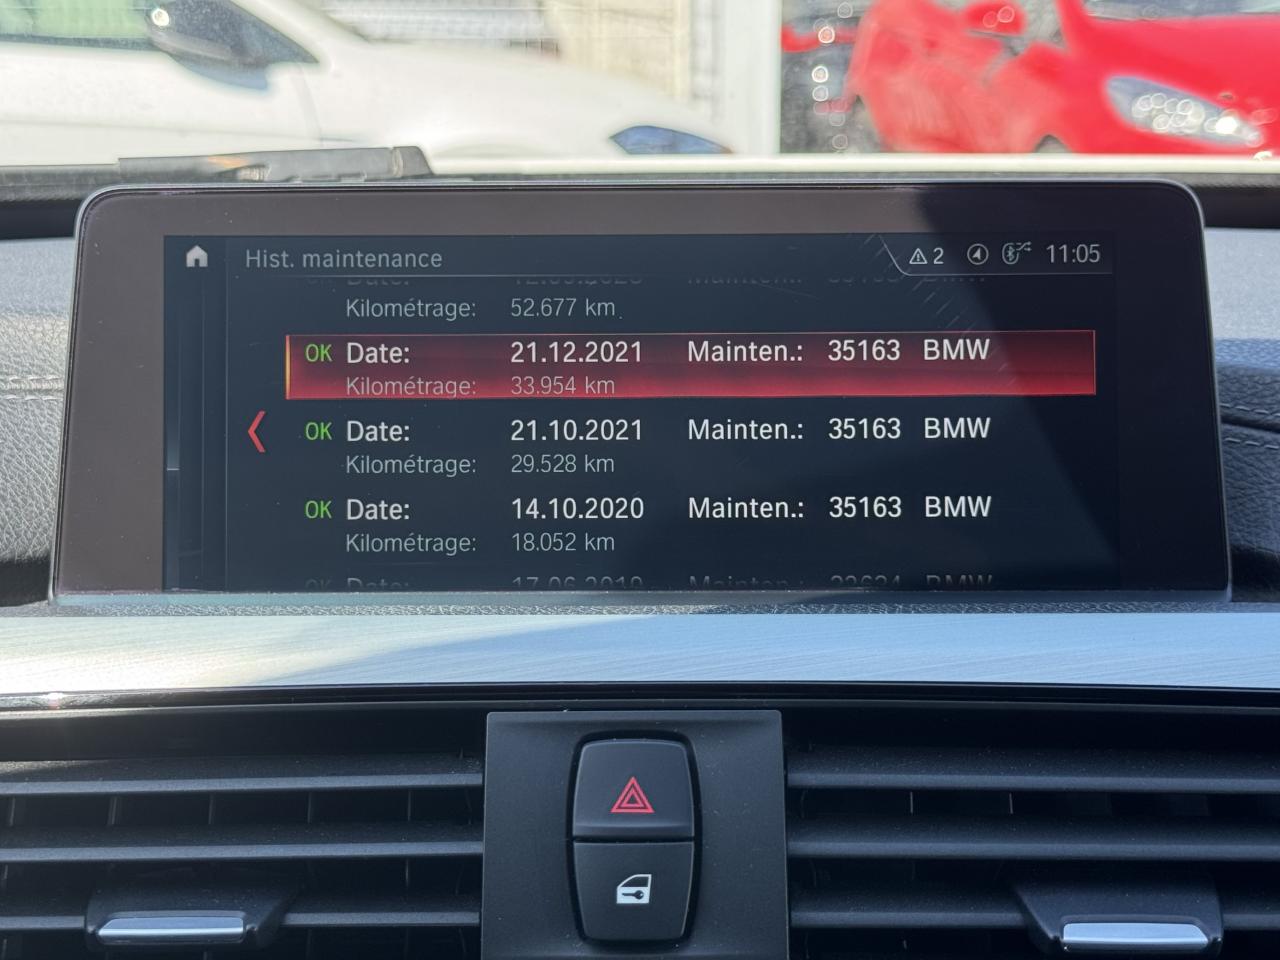 Hist. maintenance
2
11:05
Kilométrage: 52.677 km
OK Date: 21.12.2021 Mainten.: 35163 BMW
Kilométrage: 33.954 km
OK Date: 21.10.2021 Mainten.: 35163 BMW
Kilométrage: 29.528 km
OK Date: 14.10.2020 Mainten.: 35163 BMW
Kilométrage: 18.052 km